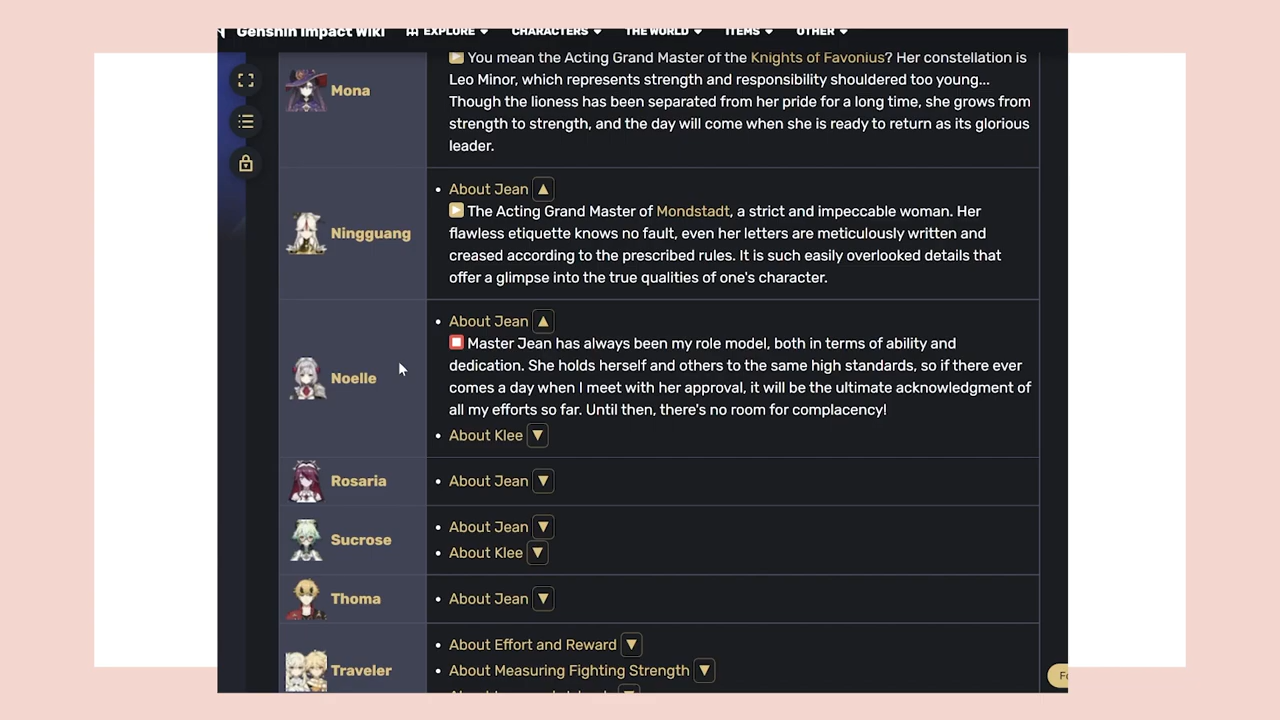 Genshin Impact Wiki
EXPLORE
CHARACTERS
THE WORLD
ITEMS
OTHER
Mona
You mean the Acting Grand Master of the Knights of Favonius? Her constellation is
Leo Minor, which represents strength and responsibility shouldered too young...
Though the lioness has been separated from her pride for a long time, she grows from
strength to strength, and the day will come when she is ready to return as its glorious
leader.
Ningguang
• About Jean ▲
The Acting Grand Master of Mondstadt, a strict and impeccable woman. Her
flawless etiquette knows no fault, even her letters are meticulously written and
creased according to the prescribed rules. It is such easily overlooked details that
offer a glimpse into the true qualities of one's character.
Noelle
• About Jean ▲
Master Jean has always been my role model, both in terms of ability and
dedication. She holds herself and others to the same high standards, so if there ever
comes a day when I meet with her approval, it will be the ultimate acknowledgment of
all my efforts so far. Until then, there's no room for complacency!
• About Klee ▼
Rosaria
• About Jean ▼
Sucrose
• About Jean ▼
• About Klee ▼
Thoma
• About Jean ▼
Traveler
• About Effort and Reward ▼
• About Measuring Fighting Strength ▼